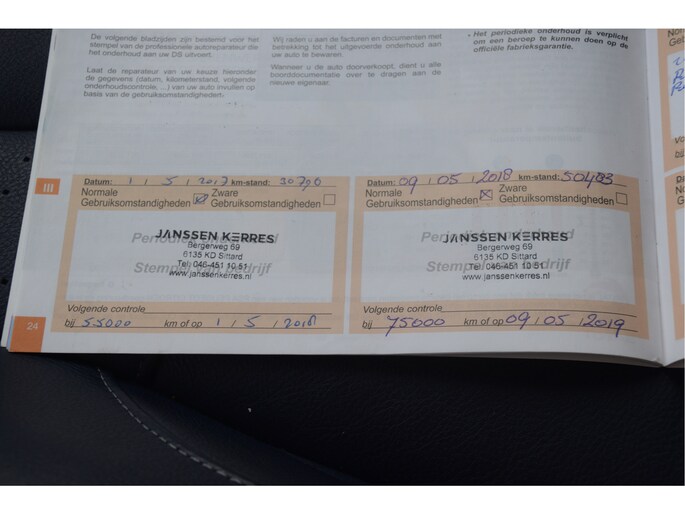 De volgende bladzijden zijn bestemd voor het
stempel van de professionele autoreparateur die
het onderhoud aan uw DS uitvoert.
Laat de reparateur van uw keuze hieronder
de gegevens (datum, kilometerstand, volgende
onderhoudscontrole, ...) van uw auto invullen op
basis van de gebruiksomstandigheden.
Wij raden u aan de facturen en documenten met
betrekking tot het uitgevoerde onderhoud aan
uw auto te bewaren.
Wanneer u de auto doorverkoopt, dient u alle
boorddocumentatie over te dragen aan de
nieuwe eigenaar.
• Het periodieke onderhoud is verplicht
om een beroep te kunnen doen op de
officiële fabrieksgarantie.
III
Datum: 1 / 5 / 2017 km-stand: 30790
Normale
Gebruiksomstandigheden
Zware
Gebruiksomstandigheden
JANSSEN KERRES
Bergerweg 69
6135 KD Sittard
Tel: 046-451 10 51
www.janssenkerres.nl
Volgende controle
bij 55000 km of op 1 / 5 / 2018
Datum: 09 / 05 / 2018 km-stand: 50483
Normale
Gebruiksomstandigheden
Zware
Gebruiksomstandigheden
JANSSEN KERRES
Bergerweg 69
6135 KD Sittard
Tel: 046-451 10 51
www.janssenkerres.nl
Volgende controle
bij 75000 km of op 09 / 05 / 2019
24